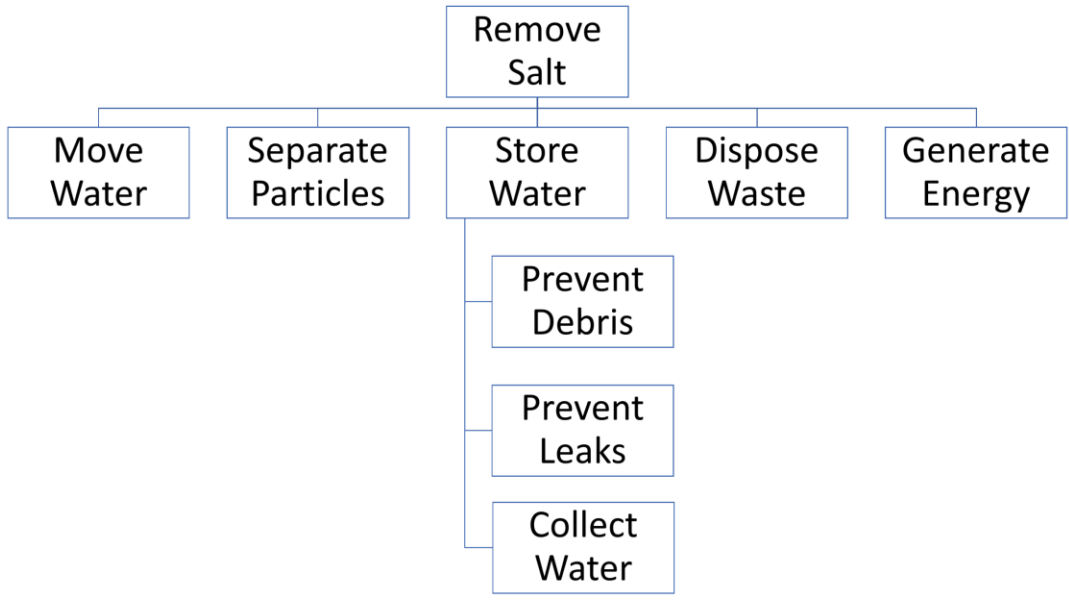 Remove
Salt
Move
Water
Separate
Particles
Store
Water
Dispose
Waste
Generate
Energy
Prevent
Debris
Prevent
Leaks
Collect
Water